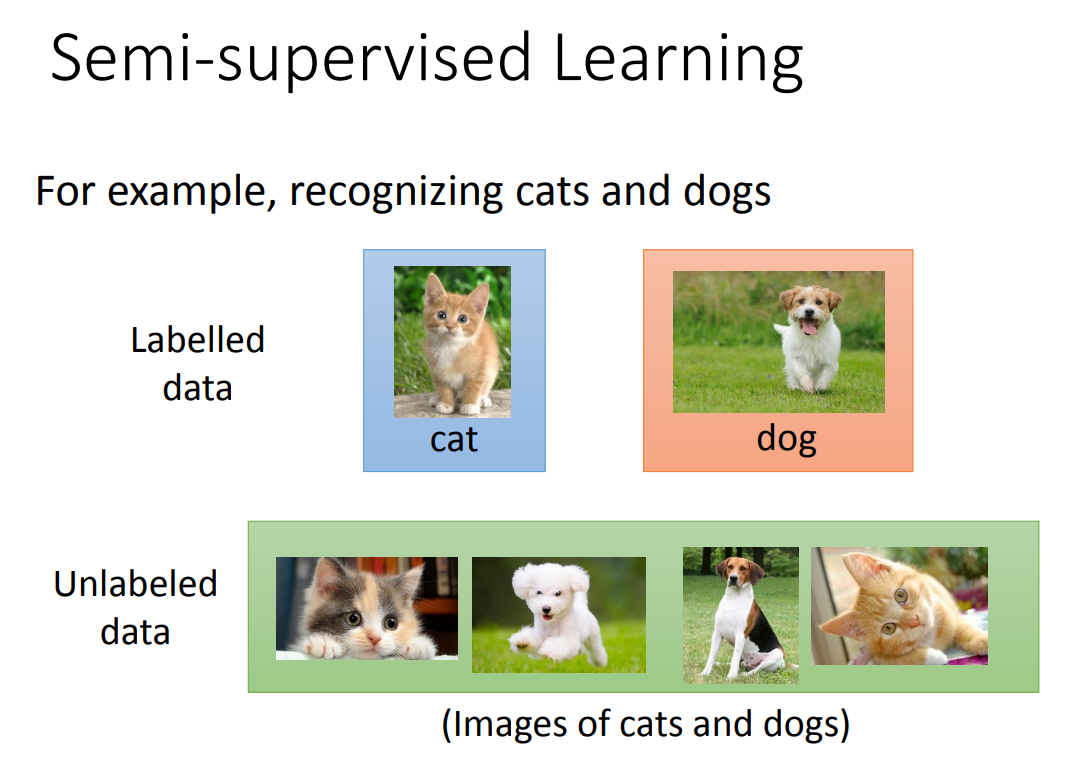 Semi-supervised Learning
For example, recognizing cats and dogs
Labelled
data
cat
dog
Unlabeled
data
(Images of cats and dogs)